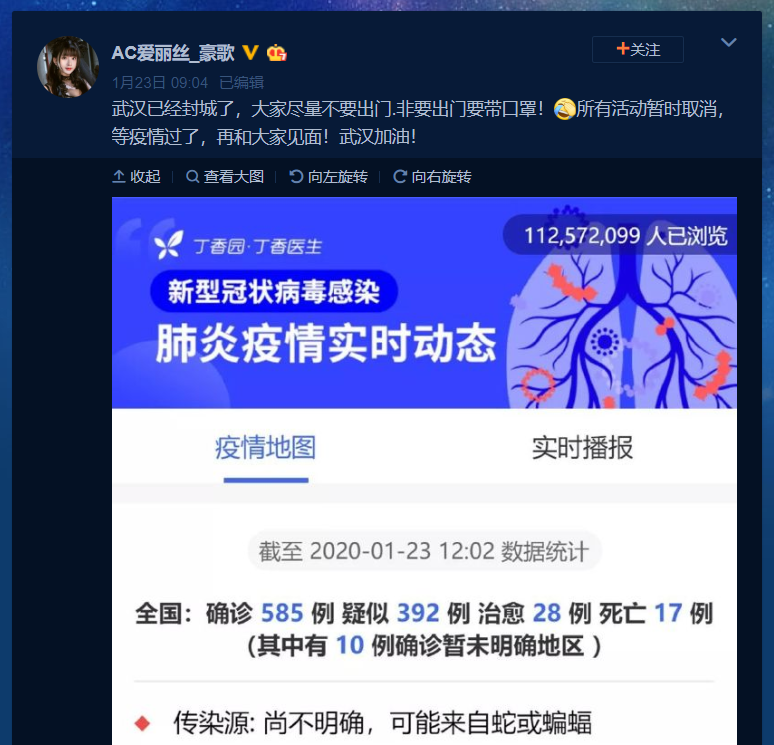 AC爱丽丝_豪歌
+关注
1月23日 09:04 已编辑
武汉已经封城了，大家尽量不要出门.非要出门要带口罩！所有活动暂时取消，
等疫情过了，再和大家见面！武汉加油！
收起 查看大图 向左旋转 向右旋转
丁香园·丁香医生
112,572,099 人已浏览
新型冠状病毒感染
肺炎疫情实时动态
疫情地图 实时播报
截至 2020-01-23 12:02 数据统计
全国：确诊 585 例 疑似 392 例 治愈 28 例 死亡 17 例
（其中有 10 例确诊暂未明确地区 ）
传染源: 尚不明确，可能来自蛇或蝙蝠